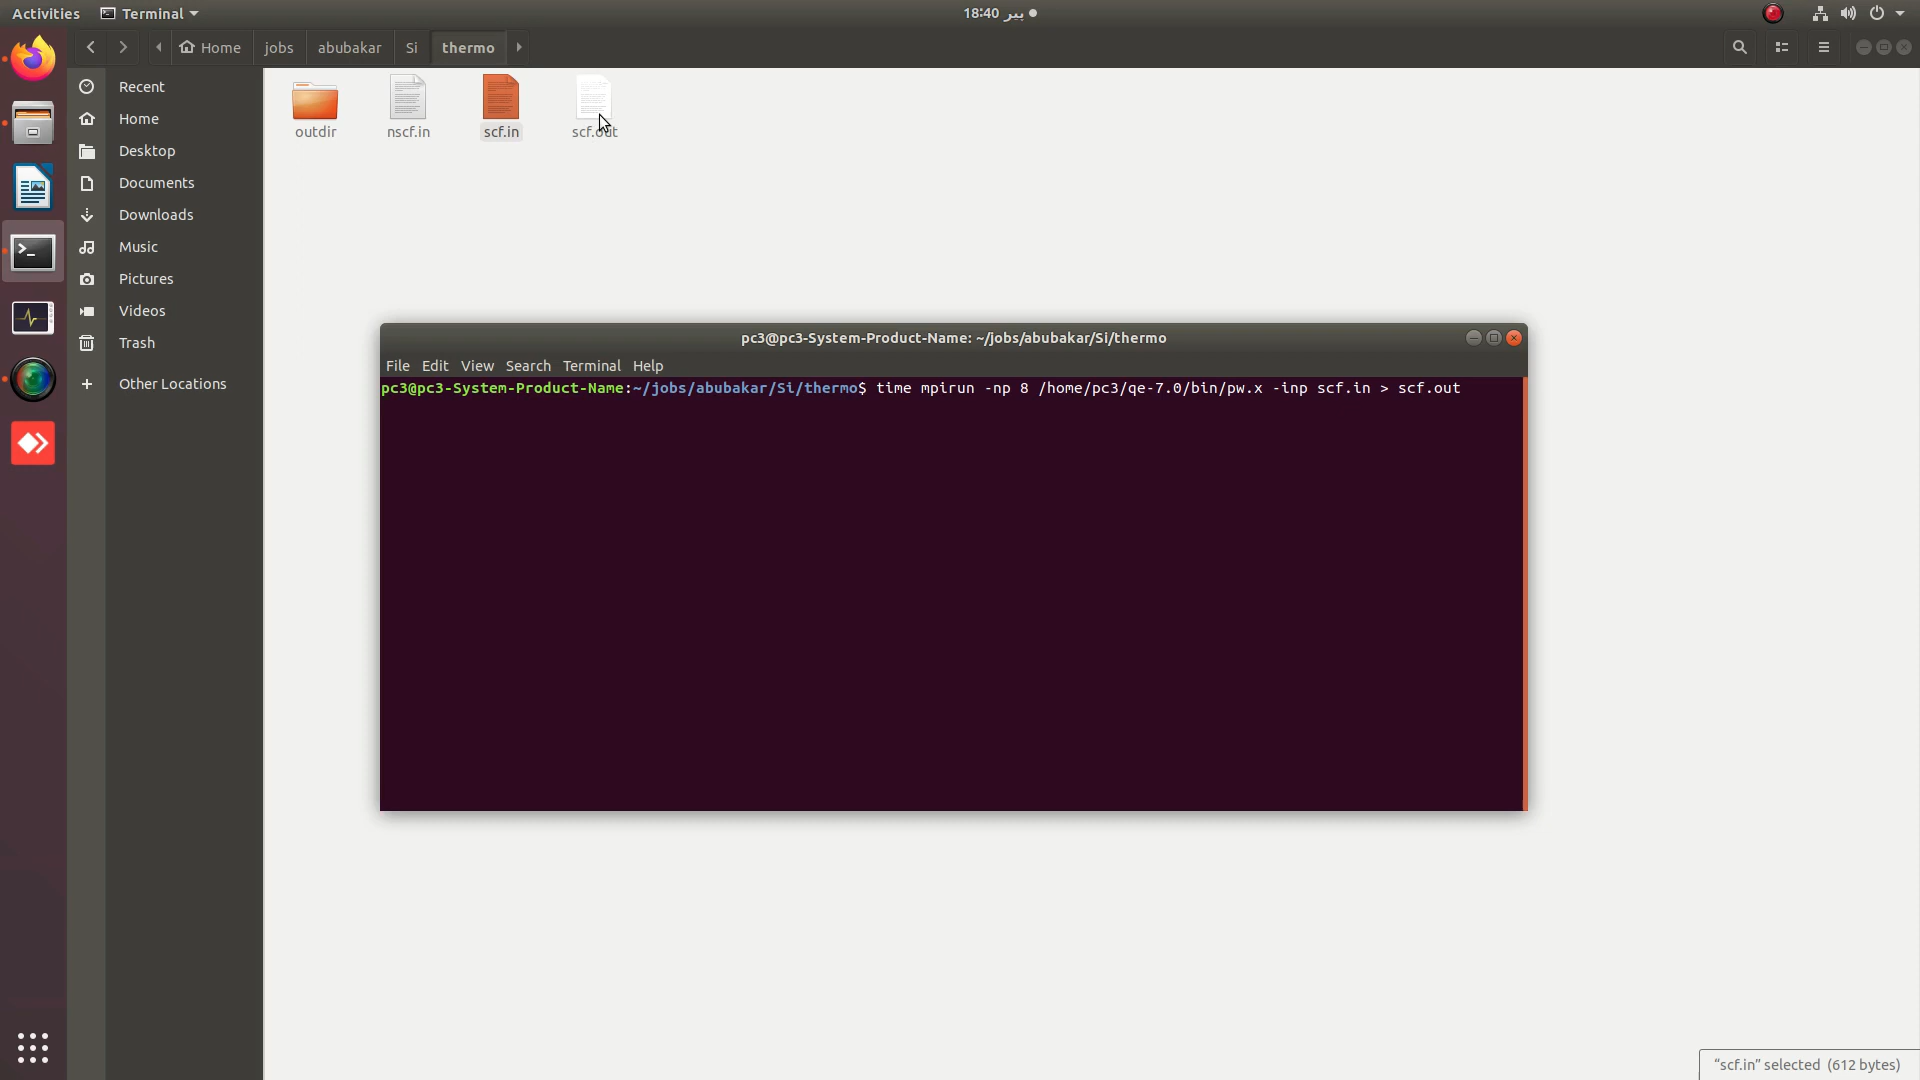 Activities
Terminal
پیر 18:40
Home
jobs
abubakar
Si
thermo
Recent
Home
Desktop
Documents
Downloads
Music
Pictures
Videos
Trash
Other Locations
outdir
nscf.in
scf.in
scf.out
pc3@pc3-System-Product-Name: ~/jobs/abubakar/Si/thermo
File Edit View Search Terminal Help
pc3@pc3-System-Product-Name:~/jobs/abubakar/Si/thermo$ time mpirun -np 8 /home/pc3/qe-7.0/bin/pw.x -inp scf.in > scf.out
“scf.in” selected (612 bytes)